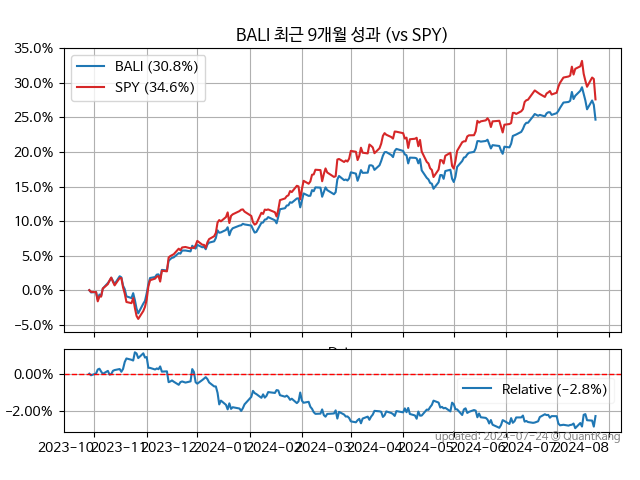 BALI 최근 9개월 성과 (vs SPY)
35.0%
30.0%
25.0%
20.0%
15.0%
10.0%
5.0%
0.0%
−5.0%
BALI (30.8%)
SPY (34.6%)
0.00%
−2.00%
Relative (−2.8%)
updated: 2024-07-24 © QuantKang
2023−10 2023−11 2023−12 2024−01 2024−02 2024−03 2024−04 2024−05 2024−06 2024−07 2024−08